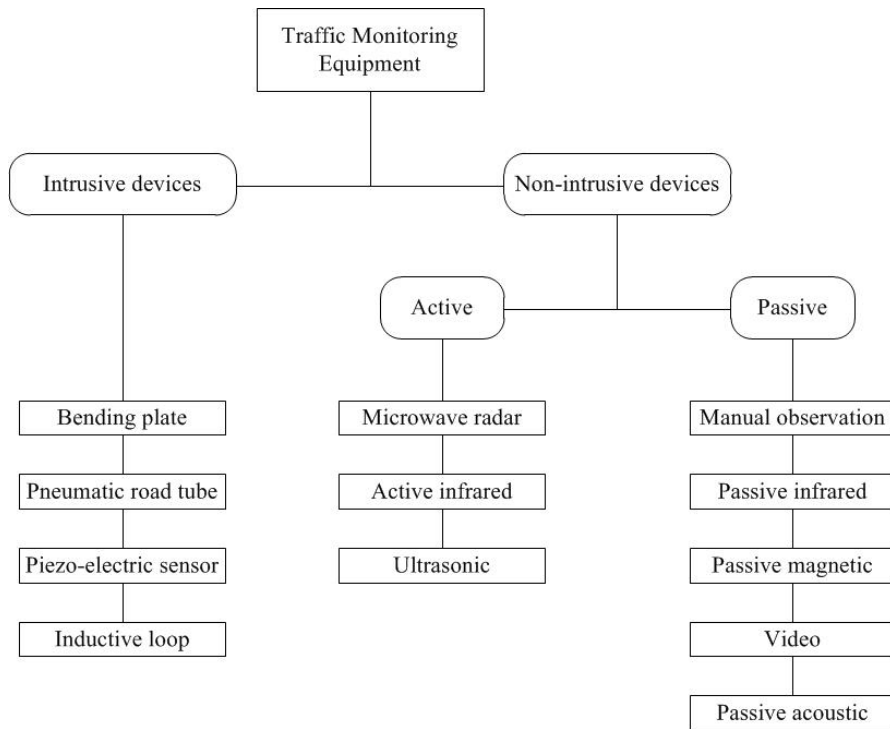 Traffic Monitoring
Equipment
Intrusive devices
Non-intrusive devices
Active
Passive
Bending plate
Microwave radar
Manual observation
Pneumatic road tube
Active infrared
Passive infrared
Piezo-electric sensor
Ultrasonic
Passive magnetic
Inductive loop
Video
Passive acoustic